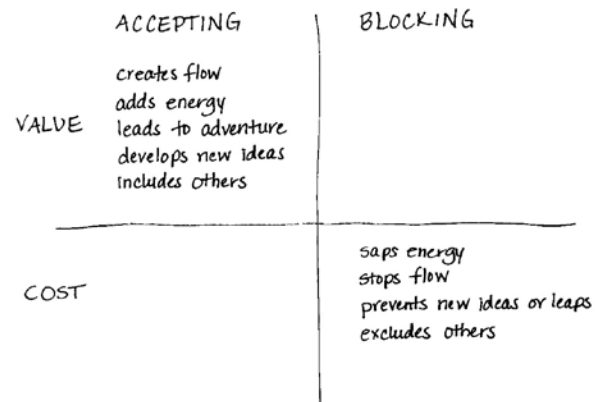 ACCEPTING
BLOCKING
VALUE
creates flow
adds energy
leads to adventure
develops new ideas
includes others
COST
saps energy
stops flow
prevents new ideas or leaps
excludes others